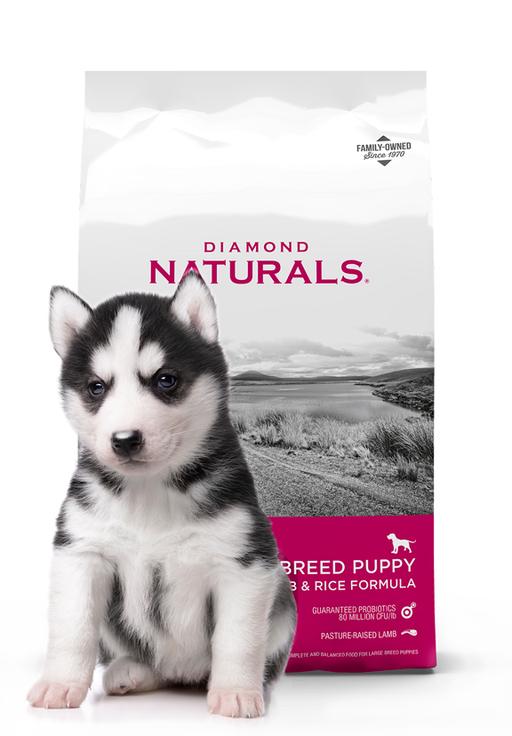 FAMILY-OWNED
Since 1970
DIAMOND
NATURALS®
BREED PUPPY
& RICE FORMULA
GUARANTEED PROBIOTICS
80 MILLION CFU/lb
PASTURE-RAISED LAMB
AND BALANCED FOOD FOR LARGE BREED PUPPIES